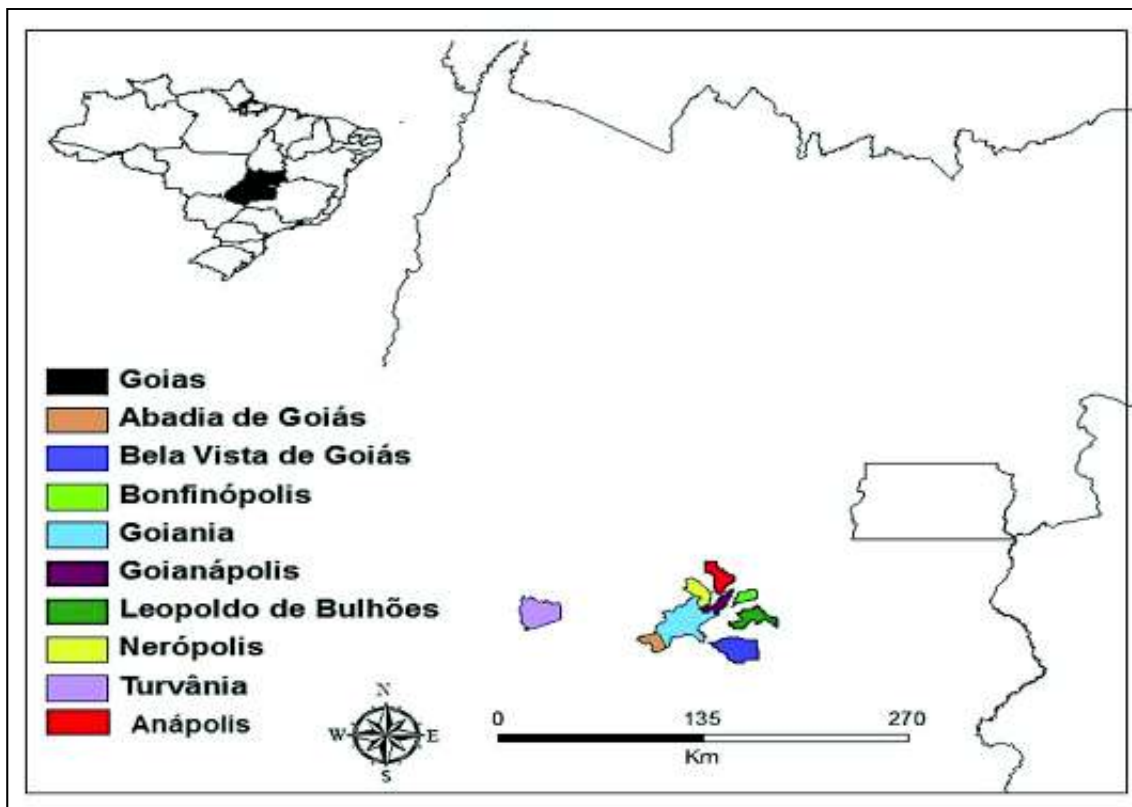 Goias
Abadia de Goiás
Bela Vista de Goiás
Bonfinópolis
Goiania
Goianápolis
Leopoldo de Bulhões
Nerópolis
Turvânia
Anápolis
N
W E
S
0 135 270
Km